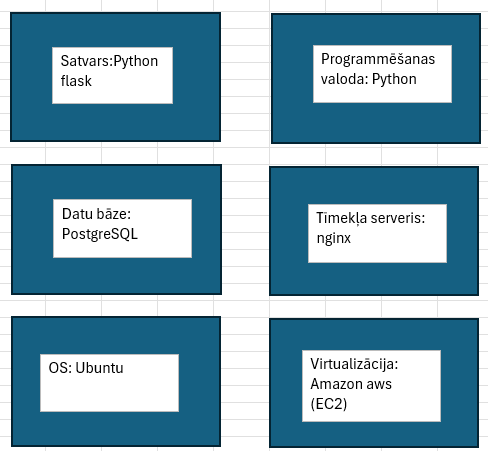 Satvars:Python
flask
Programmēšanas
valoda: Python
Datu bāze:
PostgreSQL
Tīmekļa serveris:
nginx
OS: Ubuntu
Virtualizācija:
Amazon aws
(EC2)